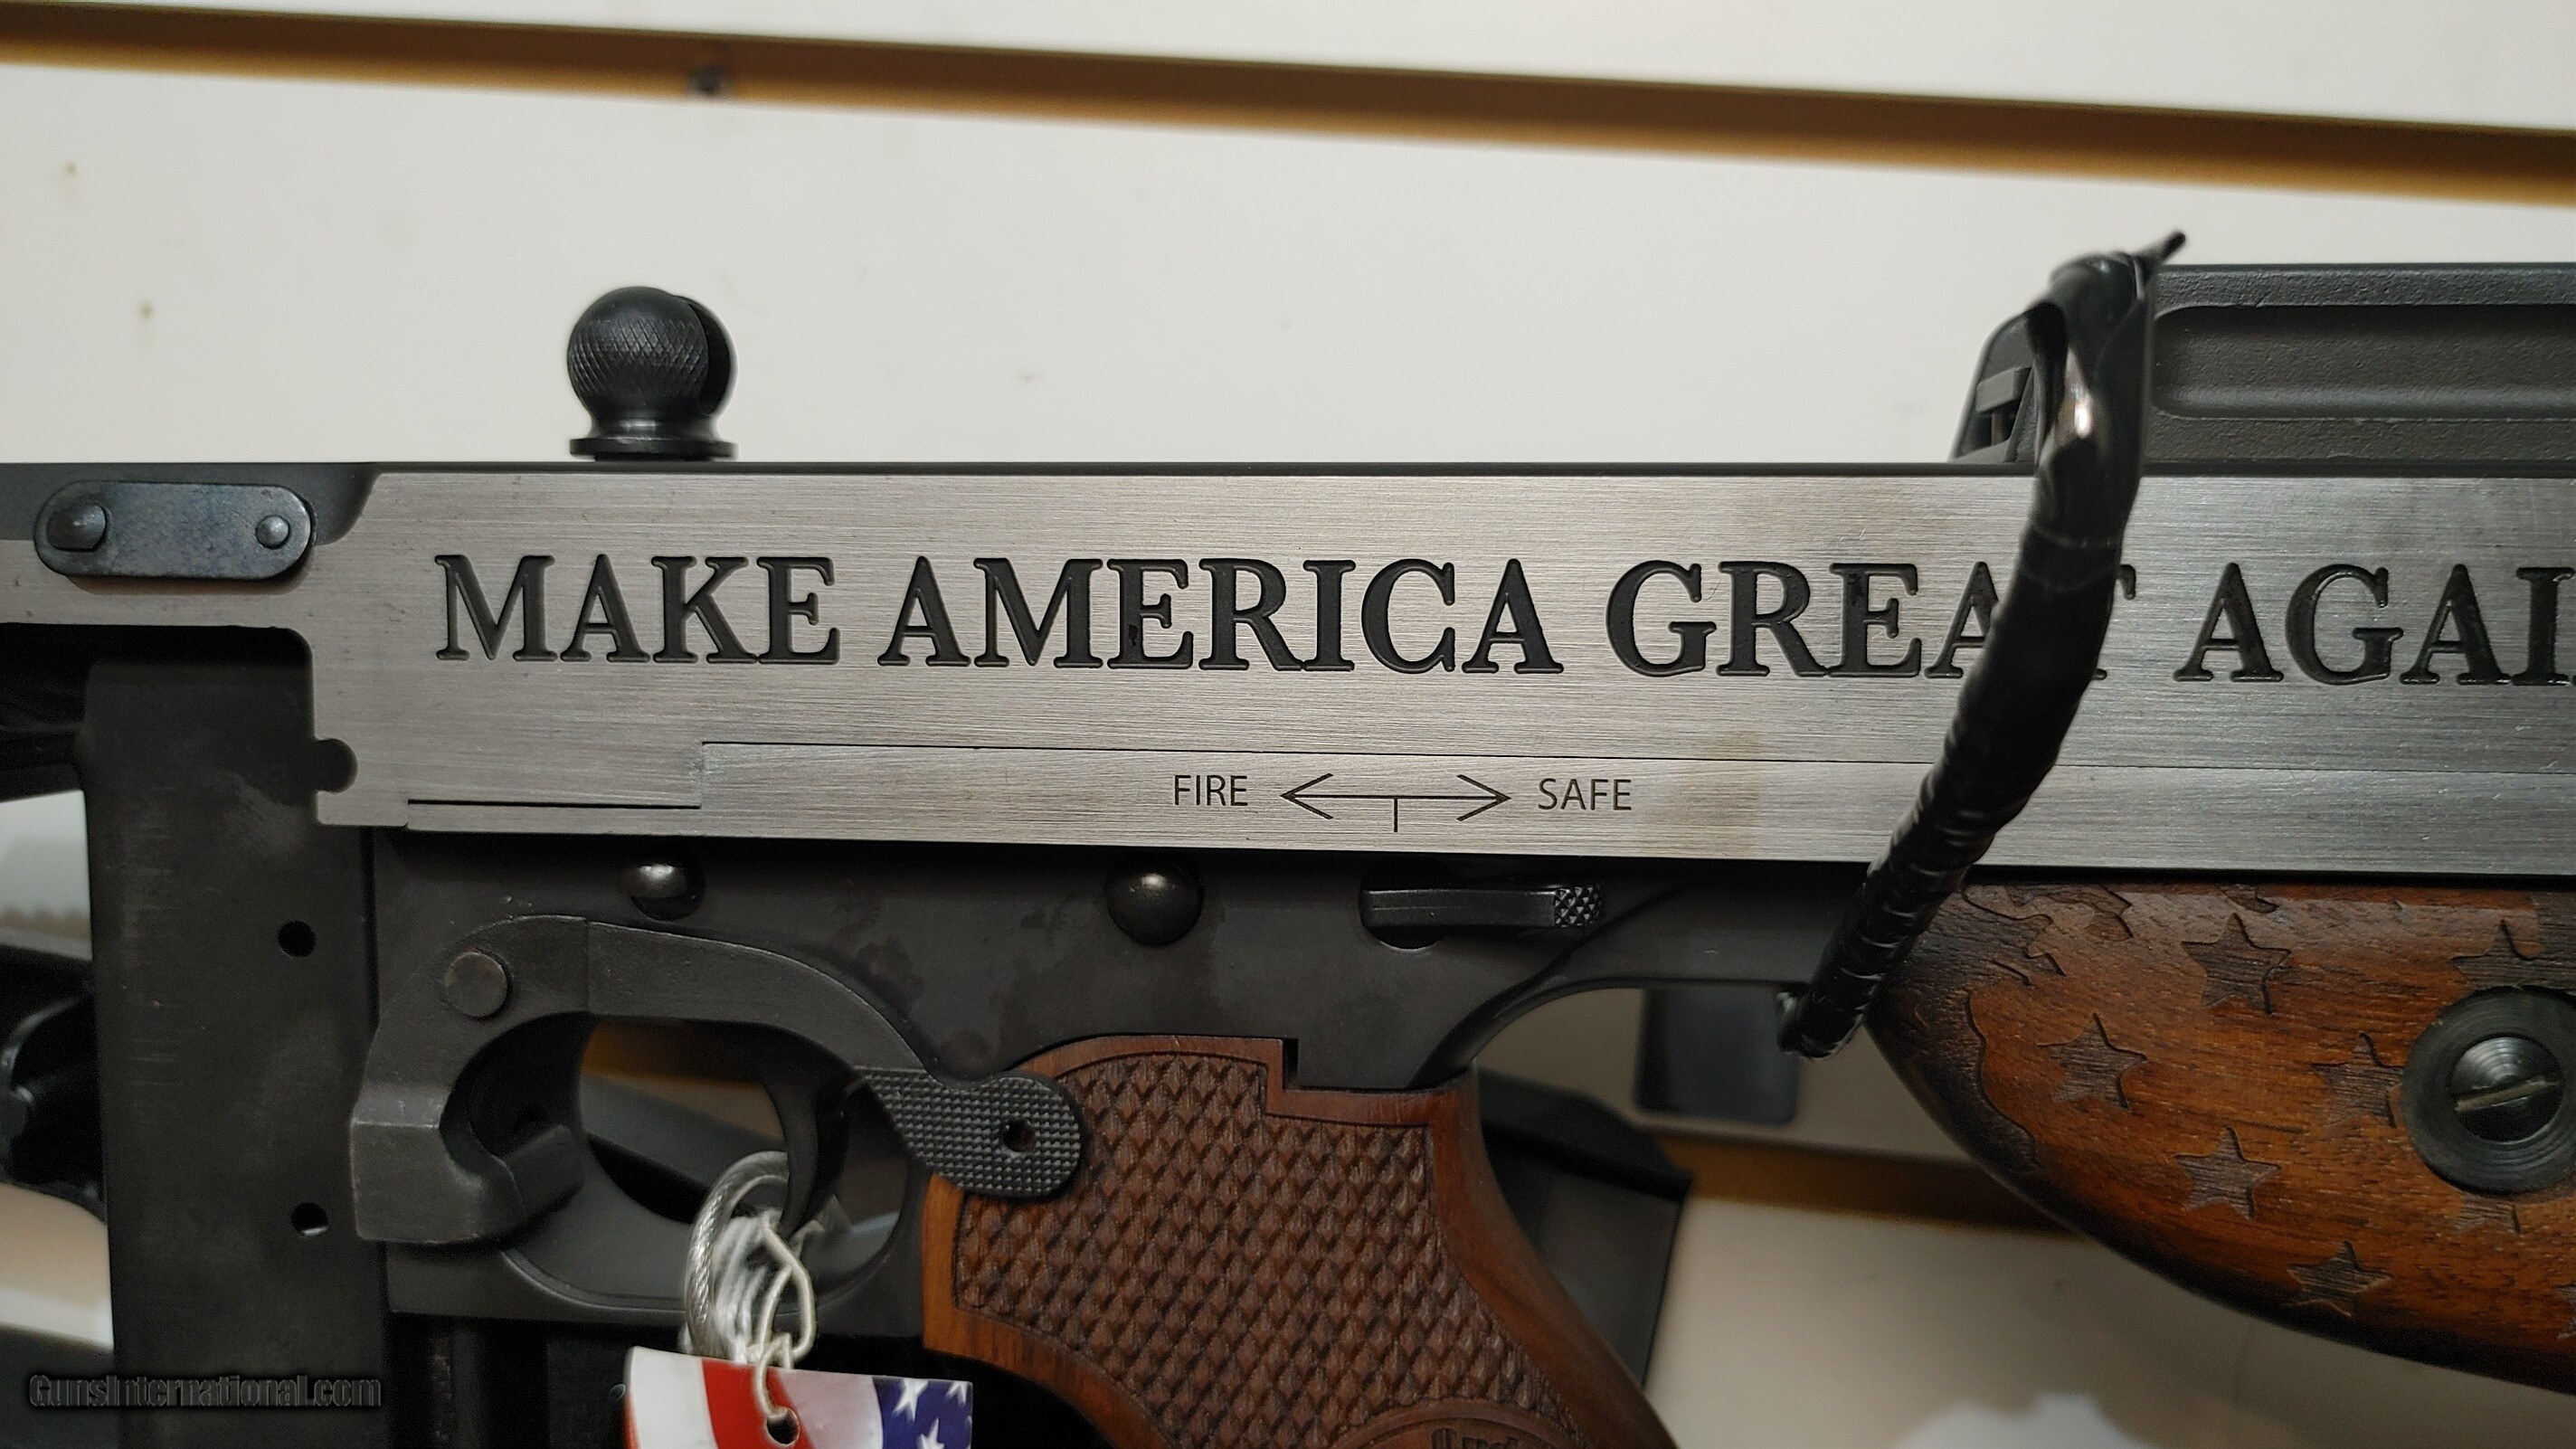 MAKE AMERICA GREAT AGAI
FIRE SAFE
GunsInternational.com